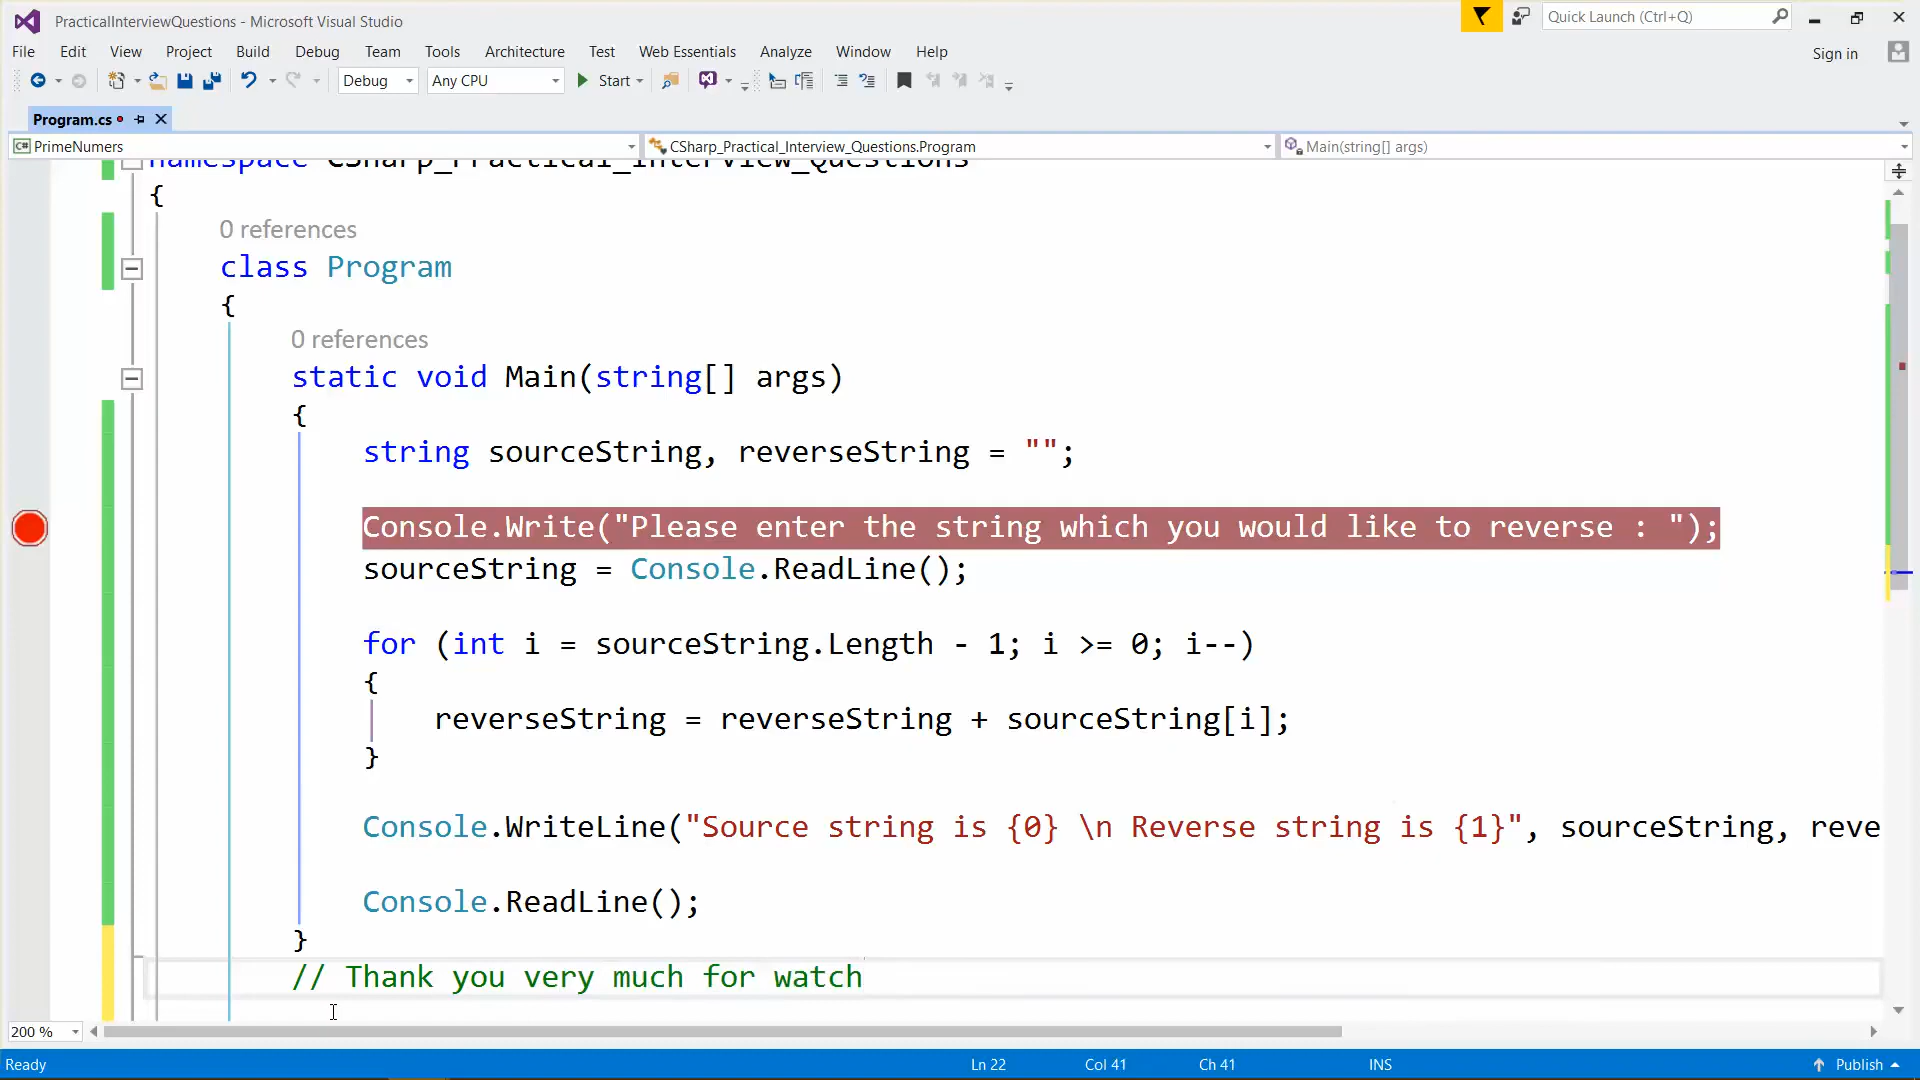 PracticalInterviewQuestions - Microsoft Visual Studio
Quick Launch (Ctrl+Q)
File Edit View Project Build Debug Team Tools Architecture Test Web Essentials Analyze Window Help
Sign in
Debug Any CPU Start
Program.cs
C# PrimeNumers CSharp_Practical_Interview_Questions.Program Main(string[] args)
namespace CSharp_Practical_Interview_Questions
{
0 references
class Program
{
0 references
static void Main(string[] args)
{
string sourceString, reverseString = "";
Console.Write("Please enter the string which you would like to reverse : ");
sourceString = Console.ReadLine();
for (int i = sourceString.Length - 1; i >= 0; i--)
{
reverseString = reverseString + sourceString[i];
}
Console.WriteLine("Source string is {0} \n Reverse string is {1}", sourceString, reve
Console.ReadLine();
}
// Thank you very much for watch
200 %
Ready Ln 22 Col 41 Ch 41 INS Publish